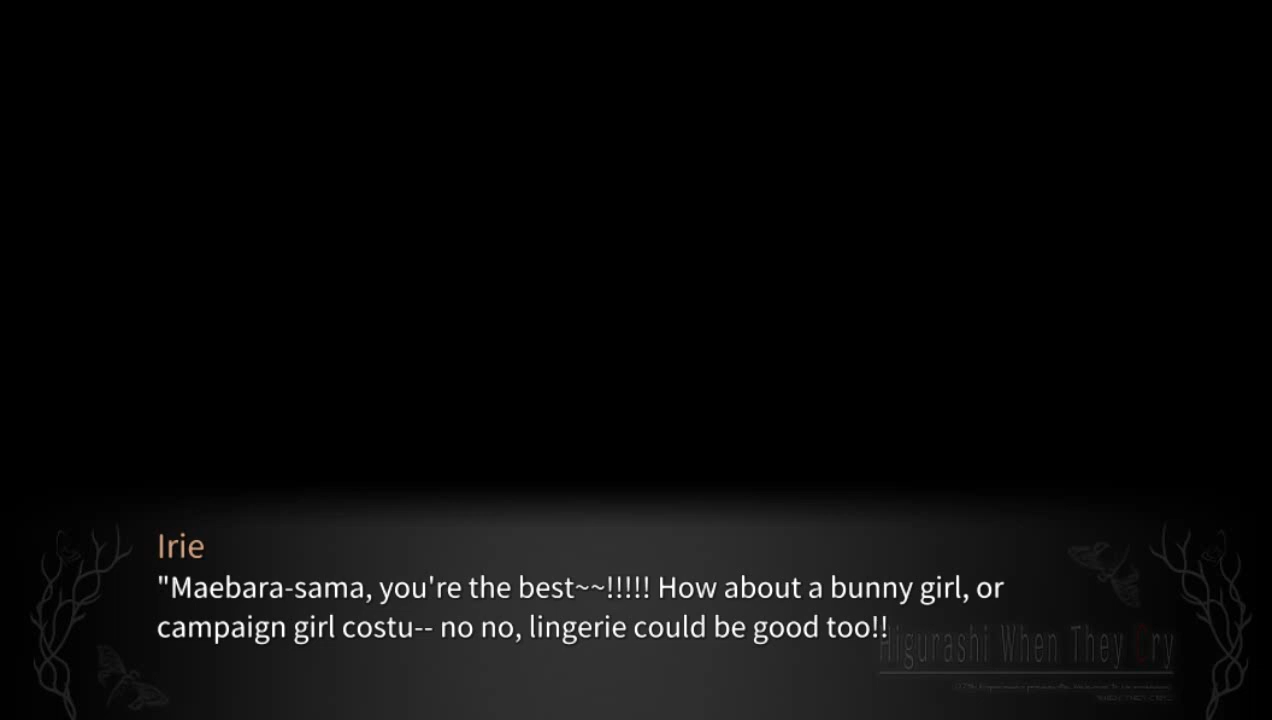 Irie
"Maebara-sama, you're the best~~!!!!! How about a bunny girl, or
campaign girl costu-- no no, lingerie could be good too!!
Higurashi When They Cry